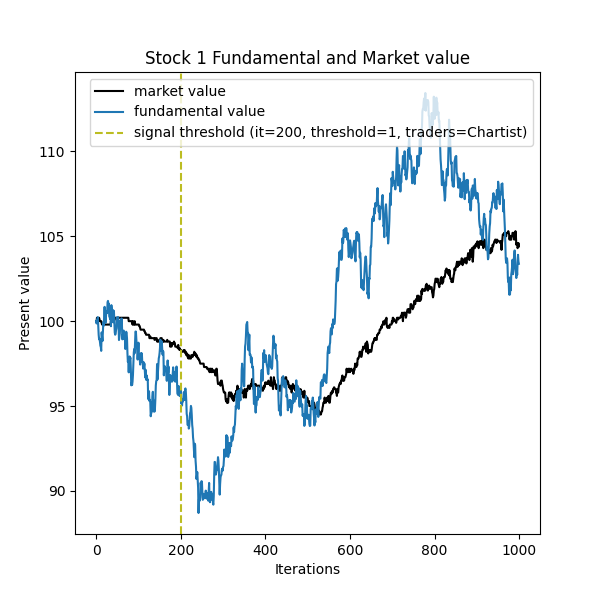 Stock 1 Fundamental and Market value
market value
fundamental value
signal threshold (it=200, threshold=1, traders=Chartist)
110
105
100
95
90
Present value
0 200 400 600 800 1000
Iterations